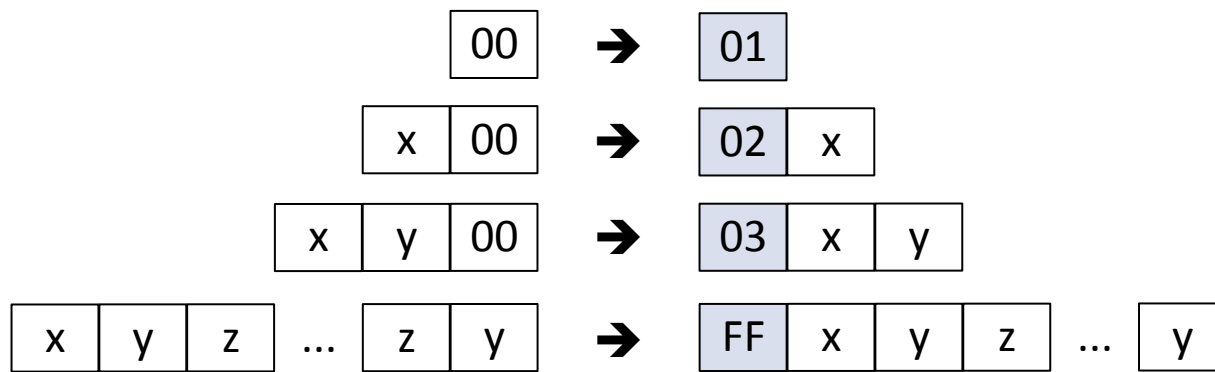 00 ➔ 01
x 00 ➔ 02 x
x y 00 ➔ 03 x y
x y z ... z y ➔ FF x y z ... y